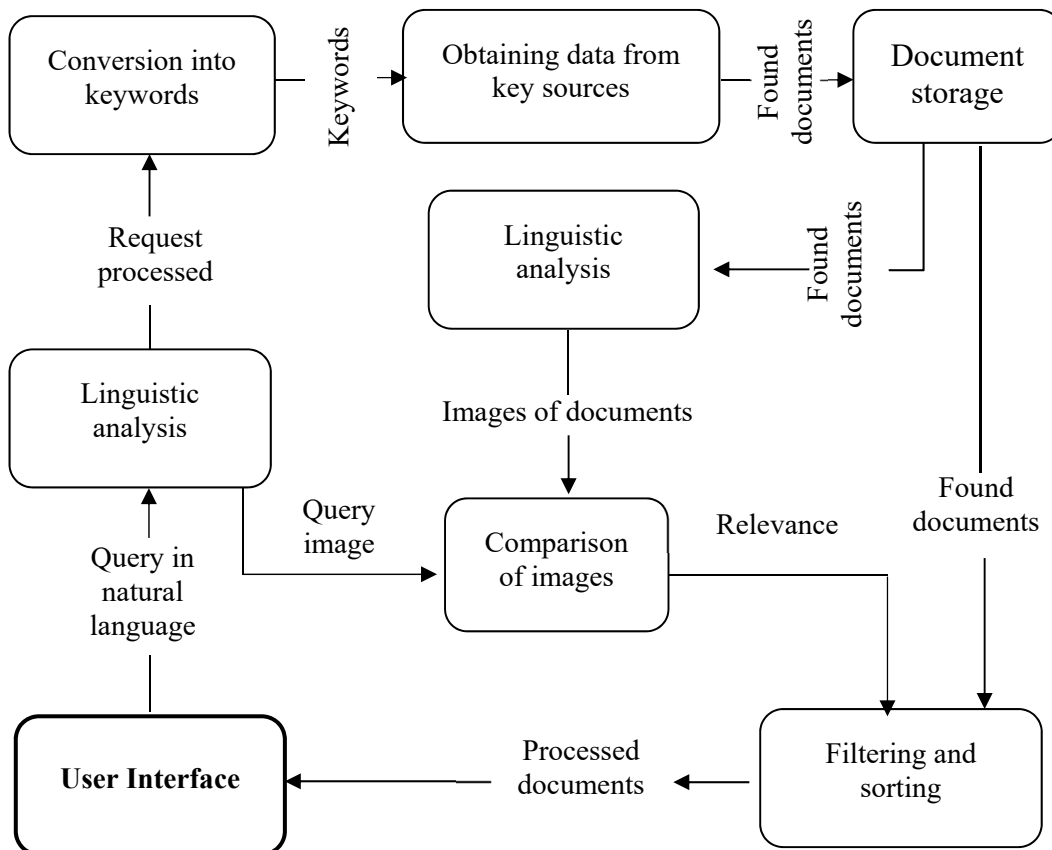 Conversion into
keywords
Keywords
Obtaining data from
key sources
Found
documents
Document
storage
Request
processed
Linguistic
analysis
Found
documents
Images of documents
Linguistic
analysis
Query
image
Comparison
of images
Relevance
Found
documents
Query in
natural
language
User Interface
Processed
documents
Filtering and
sorting